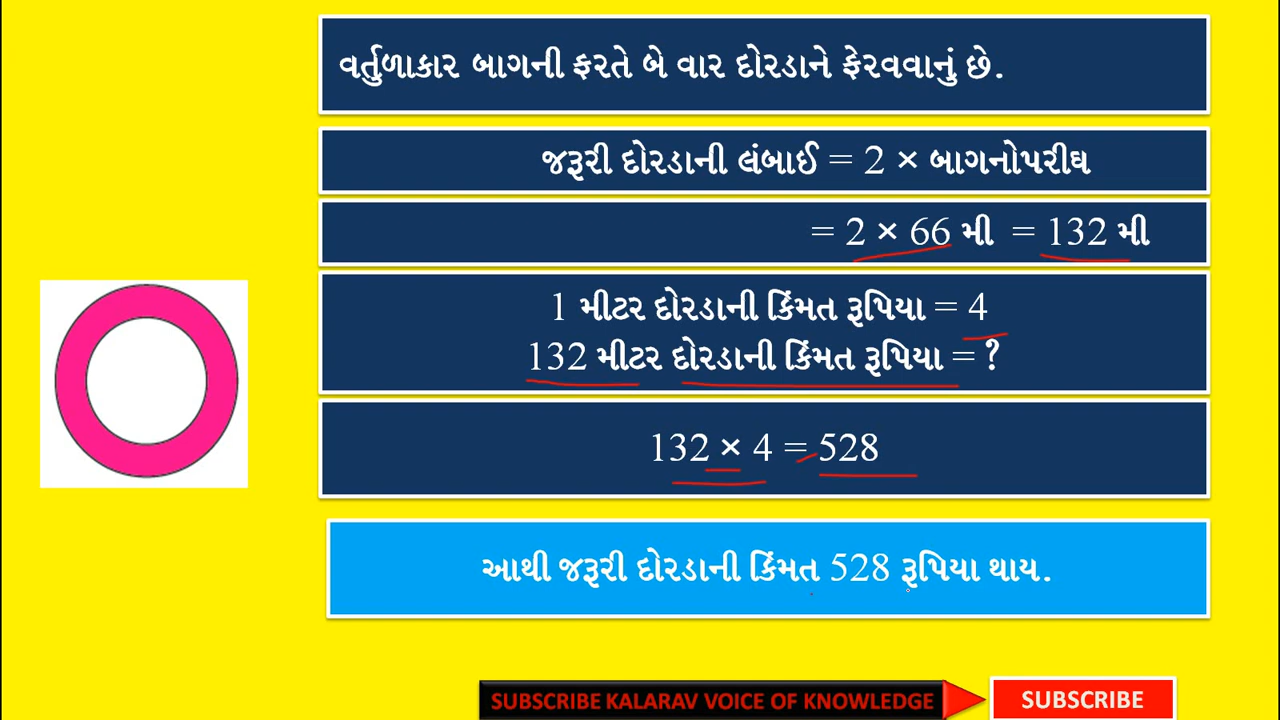 વર્તુળાકાર બાગની ફરતે બે વાર દોરડાને ફેરવવાનું છે.
જરૂરી દોરડાની લંબાઈ = 2 × બાગનોપરીઘ
= 2 × 66 મી = 132 મી
1 મીટર દોરડાની કિંમત રૂપિયા = 4
132 મીટર દોરડાની કિંમત રૂપિયા = ?
132 × 4 = 528
આથી જરૂરી દોરડાની કિંમત 528 રૂપિયા થાય.
SUBSCRIBE KALARAV VOICE OF KNOWLEDGE
SUBSCRIBE